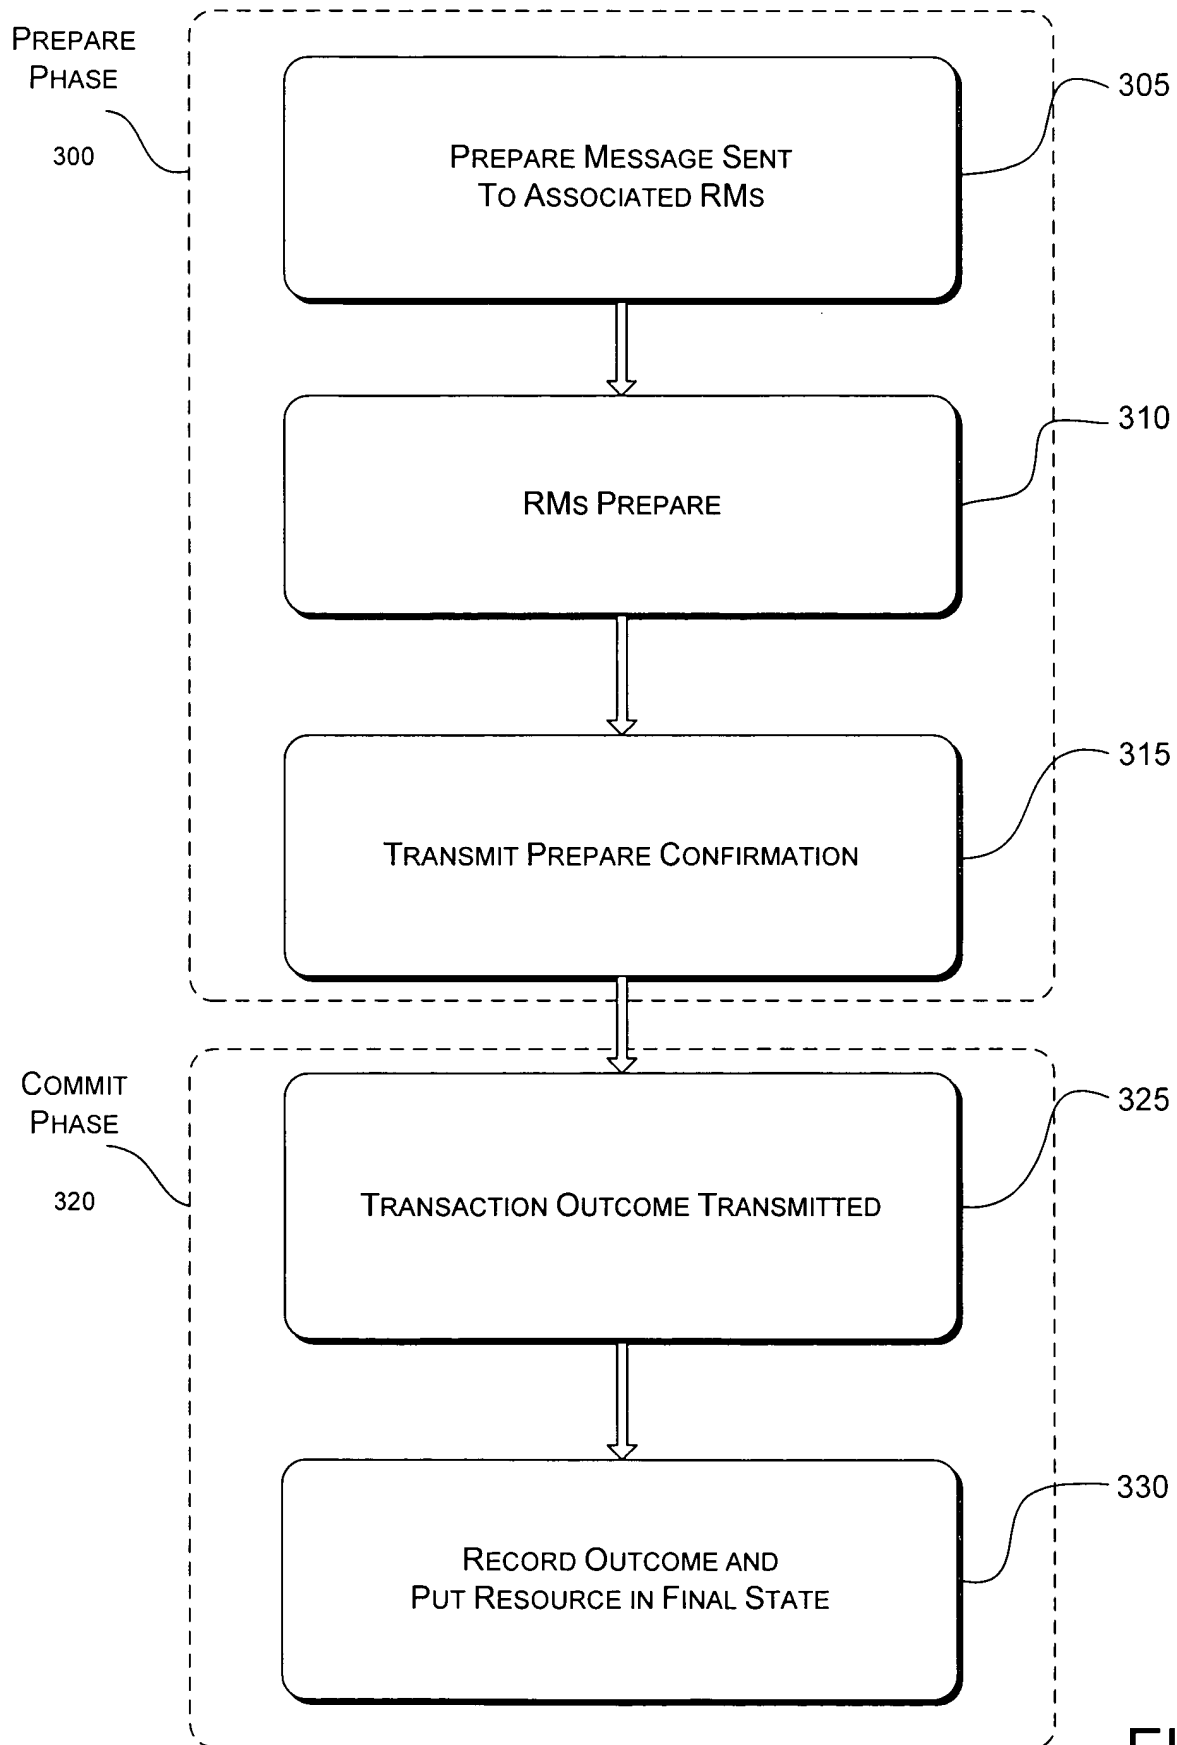 PREPARE
PHASE
300
305
PREPARE MESSAGE SENT
TO ASSOCIATED RMS
310
RMS PREPARE
315
TRANSMIT PREPARE CONFIRMATION
COMMIT
PHASE
320
325
TRANSACTION OUTCOME TRANSMITTED
330
RECORD OUTCOME AND
PUT RESOURCE IN FINAL STATE